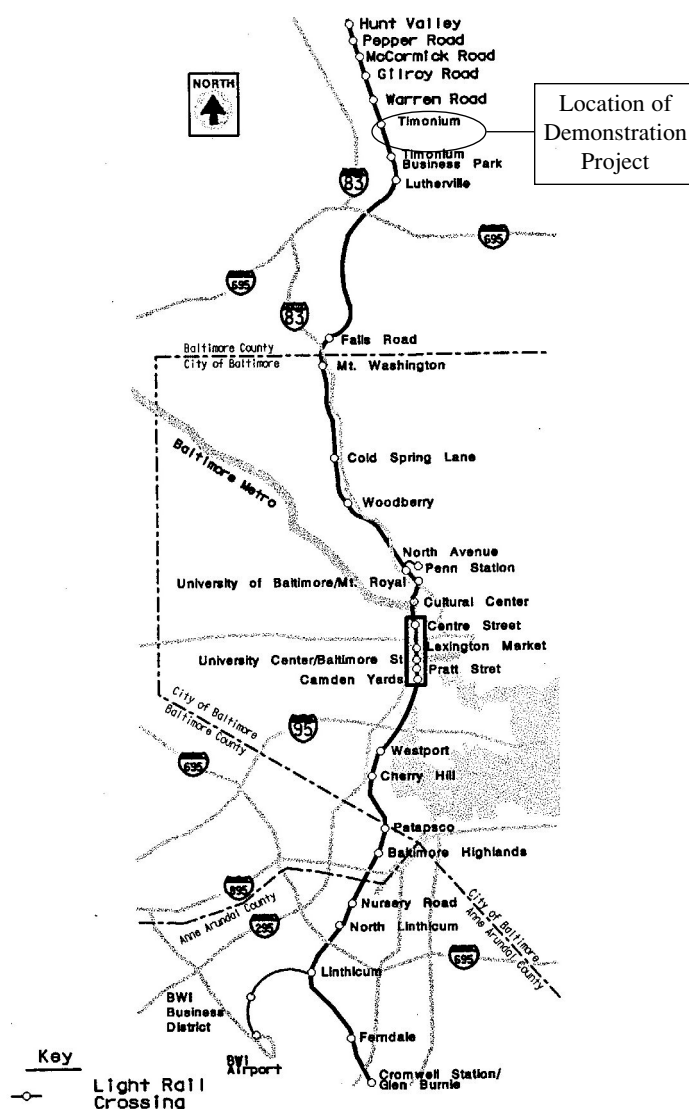 Hunt Valley
Pepper Road
McCormick Road
Gilroy Road
NORTH
Warren Road
Timonium
Location of
Demonstration
Project
Timonium
Business Park
Lutherville
83
695
695
83
Falls Road
Baltimore County
City of Baltimore
Mt. Washington
Baltimore Metro
Cold Spring Lane
Woodberry
North Avenue
Penn Station
University of Baltimore/Mt. Royal
Cultural Center
Centre Street
Lexington Market
University Center/Baltimore St
Pratt Stret
Camden Yards
City of Baltimore
Baltimore County
95
695
Westport
Cherry Hill
Patapsco
Baltimore Highlands
895
Anne Arundal County
295
Nursery Road
North Linthicum
City of Baltimore
Anne Arundal County
695
Linthicum
BWI
Business
District
Ferndale
BWI
Airport
Cromwell Station/
Glen Burnie
Key
Light Rail
Crossing